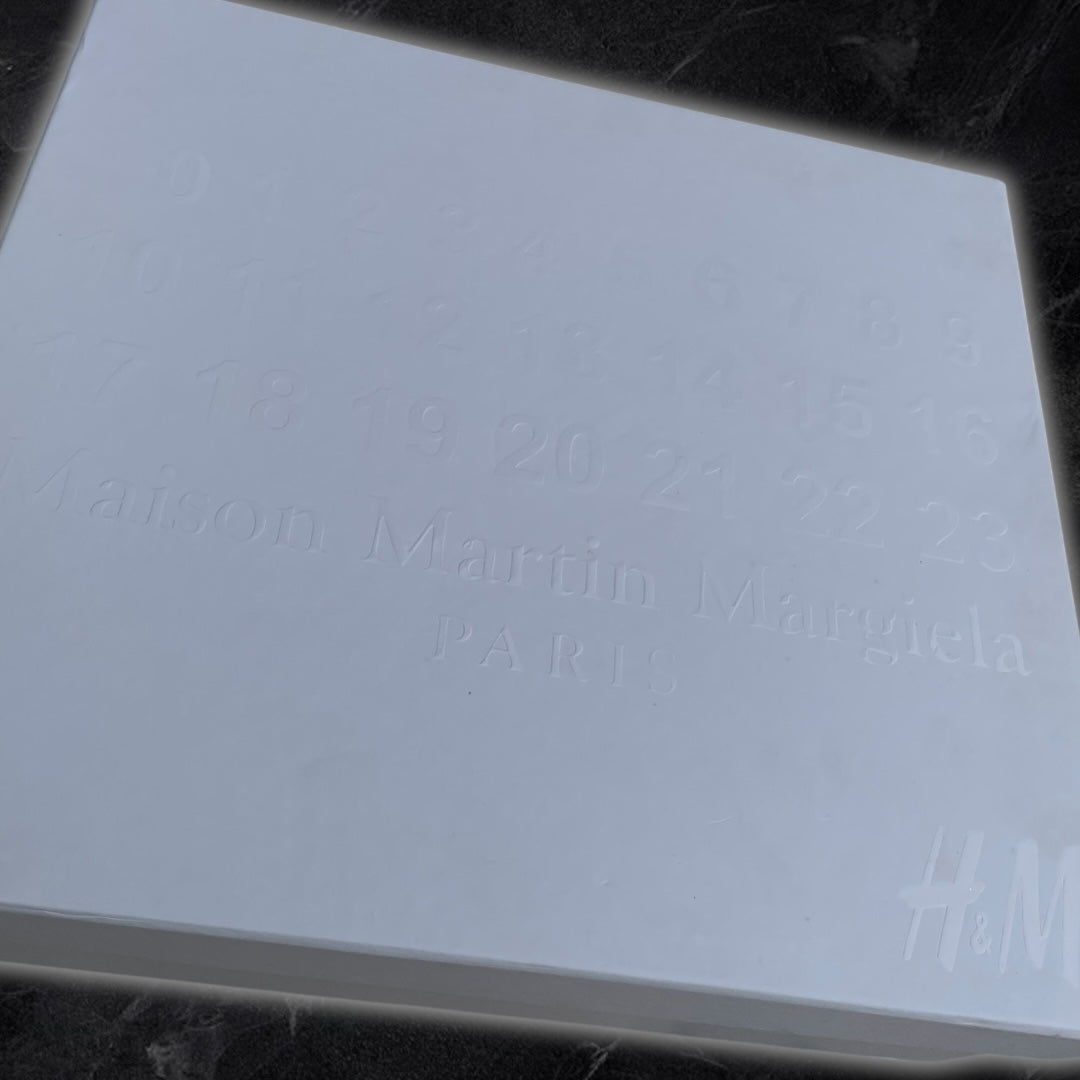 0 1 2 3 4 5 6 7 8 9
10 11 12 13 14 15 16
17 18 19 20 21 22 23
Maison Martin Margiela
PARIS
H&M